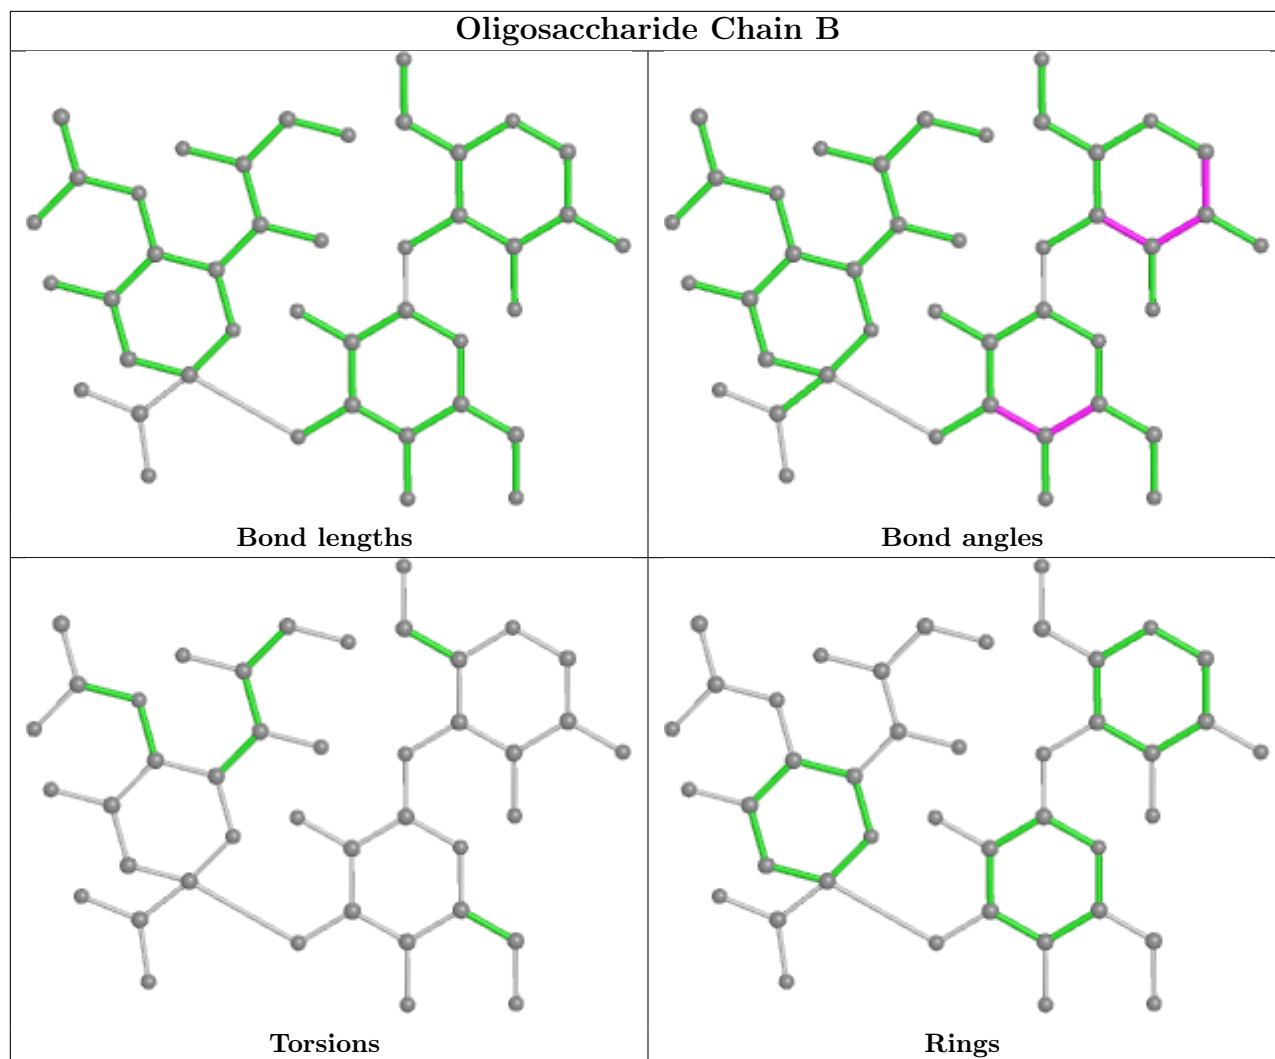 Oligosaccharide Chain B
Bond lengths
Bond angles
Torsions
Rings